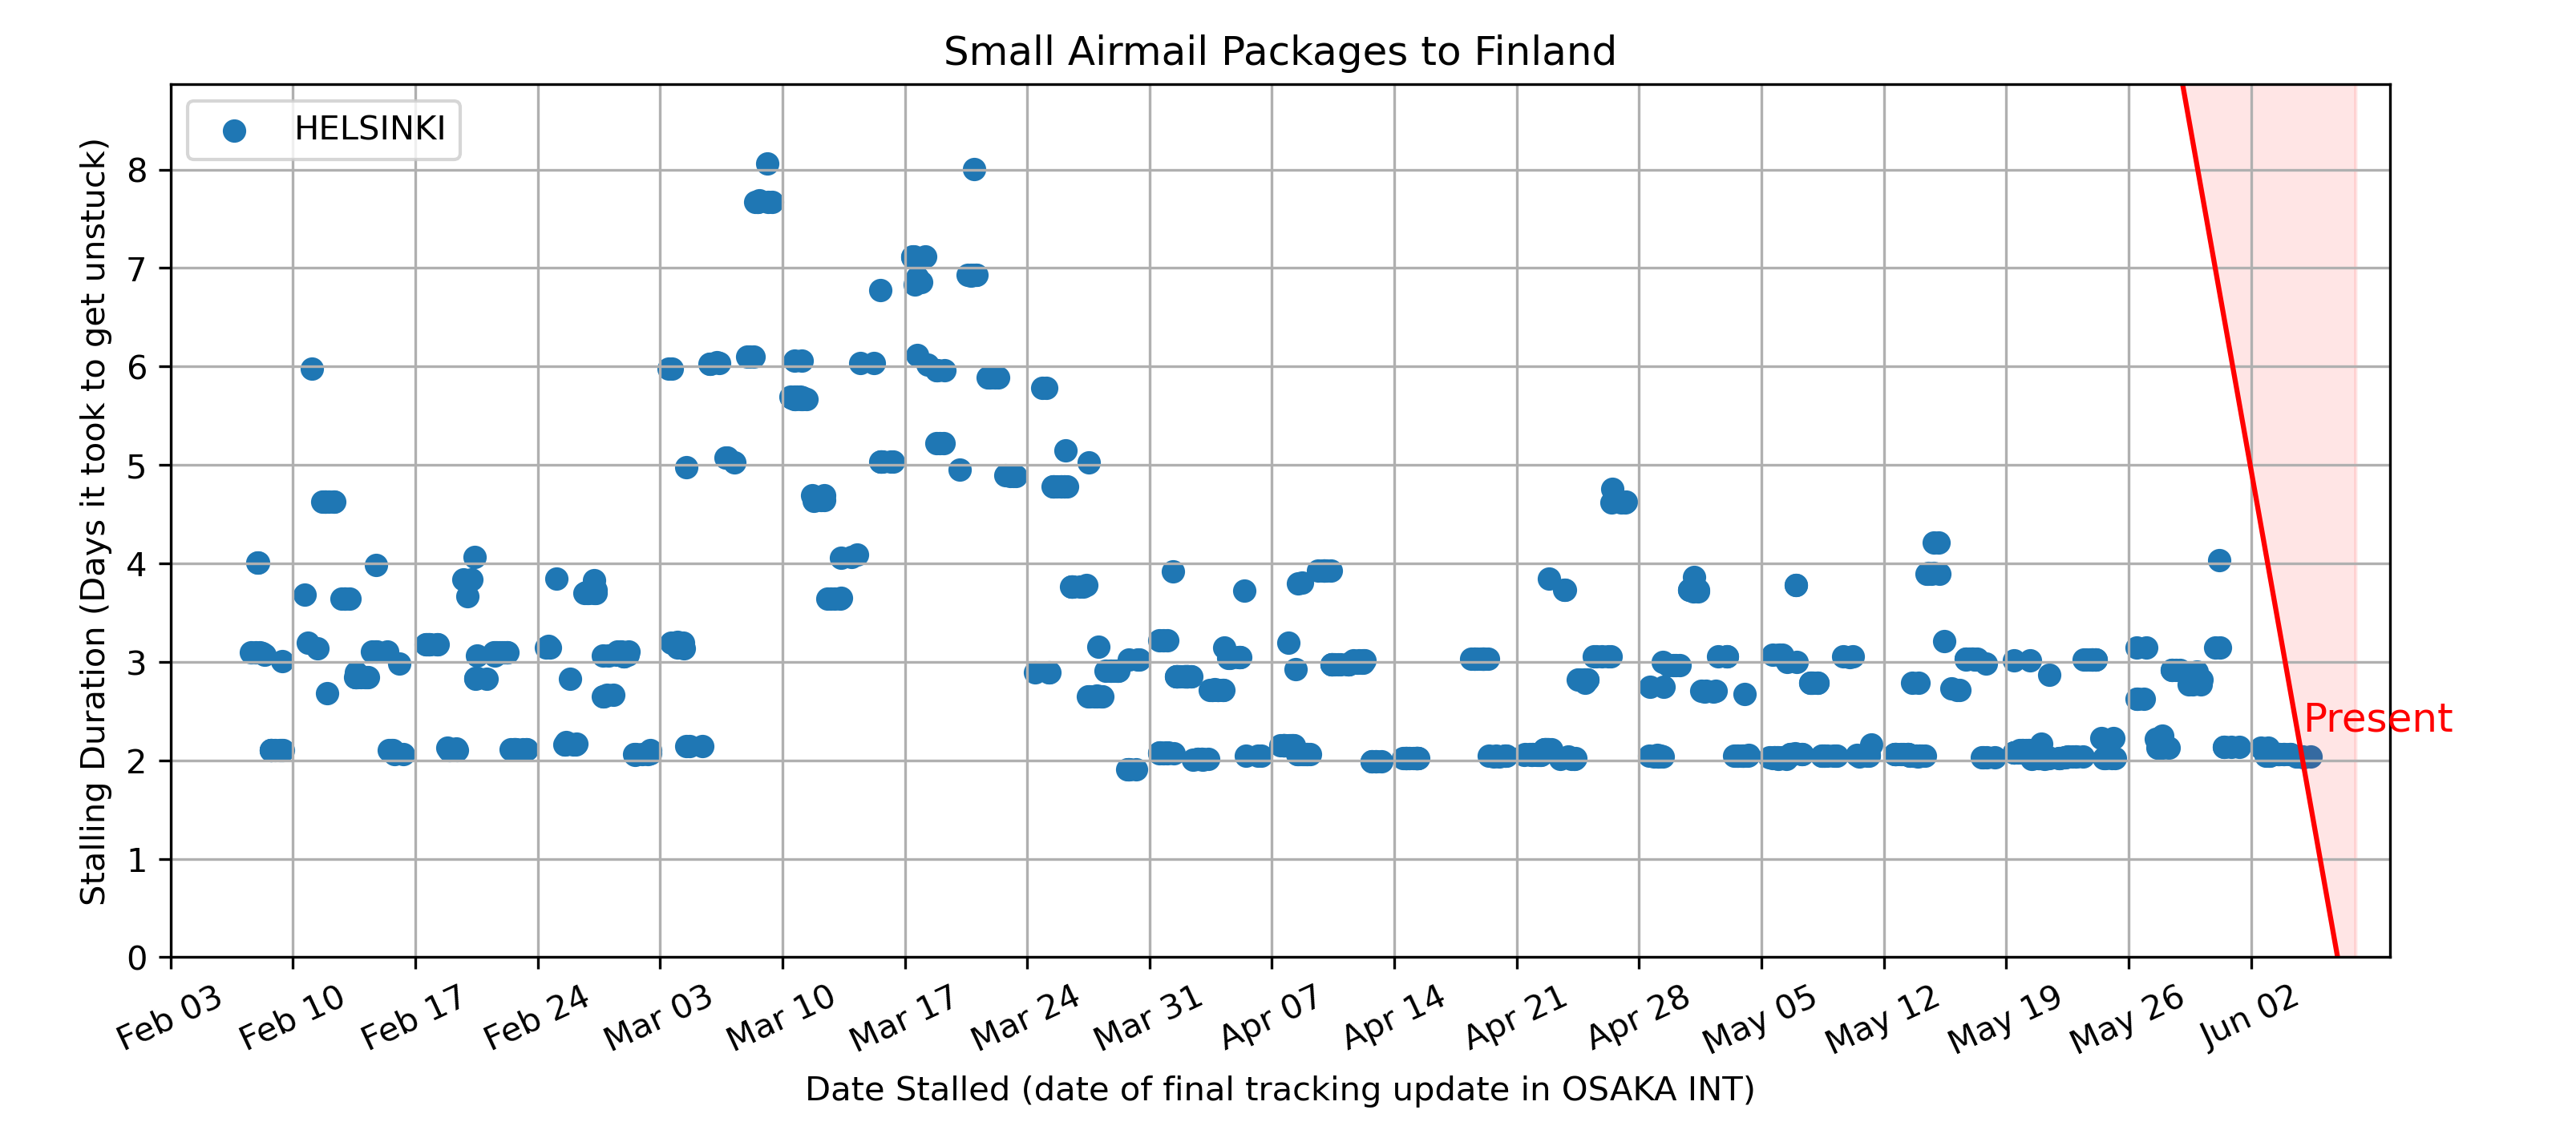 Small Airmail Packages to Finland
HELSINKI
Stalling Duration (Days it took to get unstuck)
8
7
6
5
4
3
2
1
0
Present
Feb 03
Feb 10
Feb 17
Feb 24
Mar 03
Mar 10
Mar 17
Mar 24
Mar 31
Apr 07
Apr 14
Apr 21
Apr 28
May 05
May 12
May 19
May 26
Jun 02
Date Stalled (date of final tracking update in OSAKA INT)